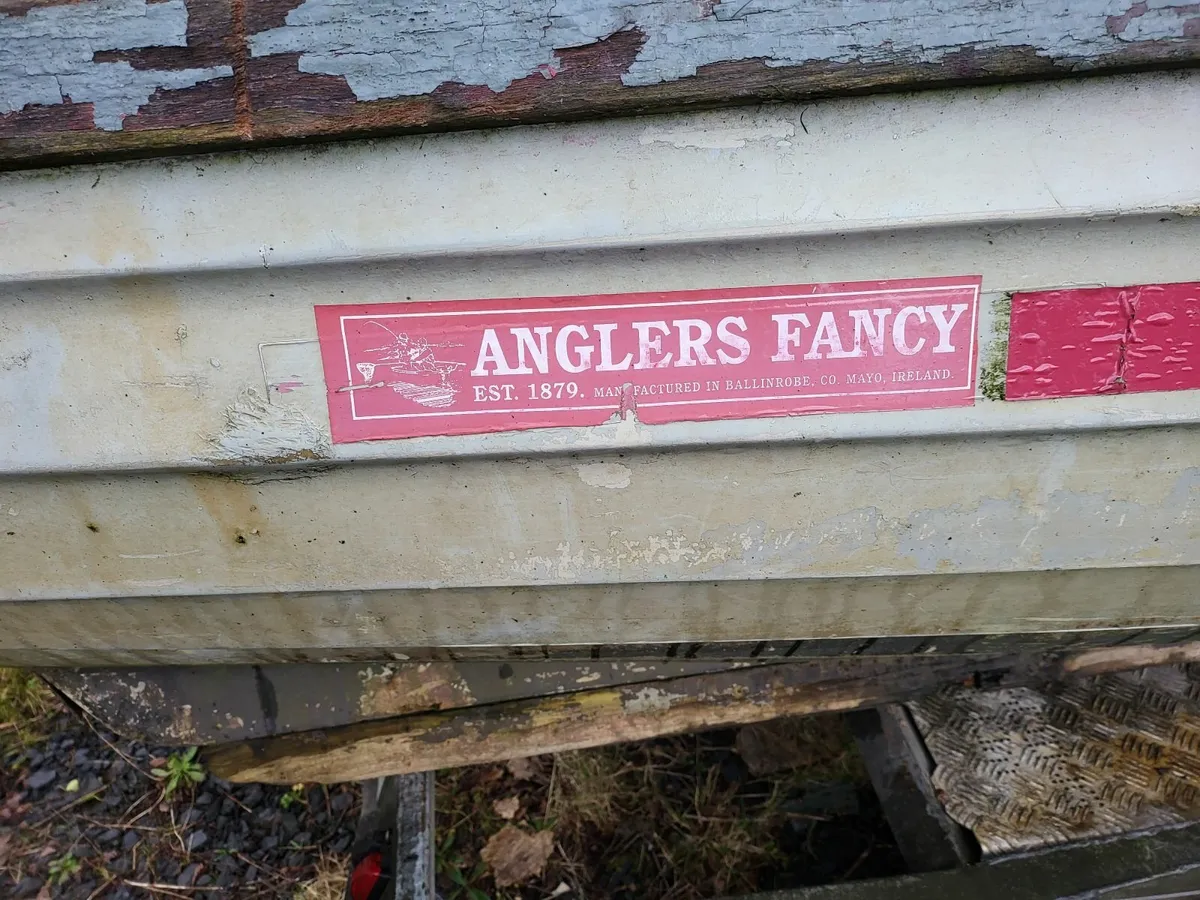 ANGLERS FANCY
EST. 1879. MANUFACTURED IN BALLINROBE, CO. MAYO, IRELAND.